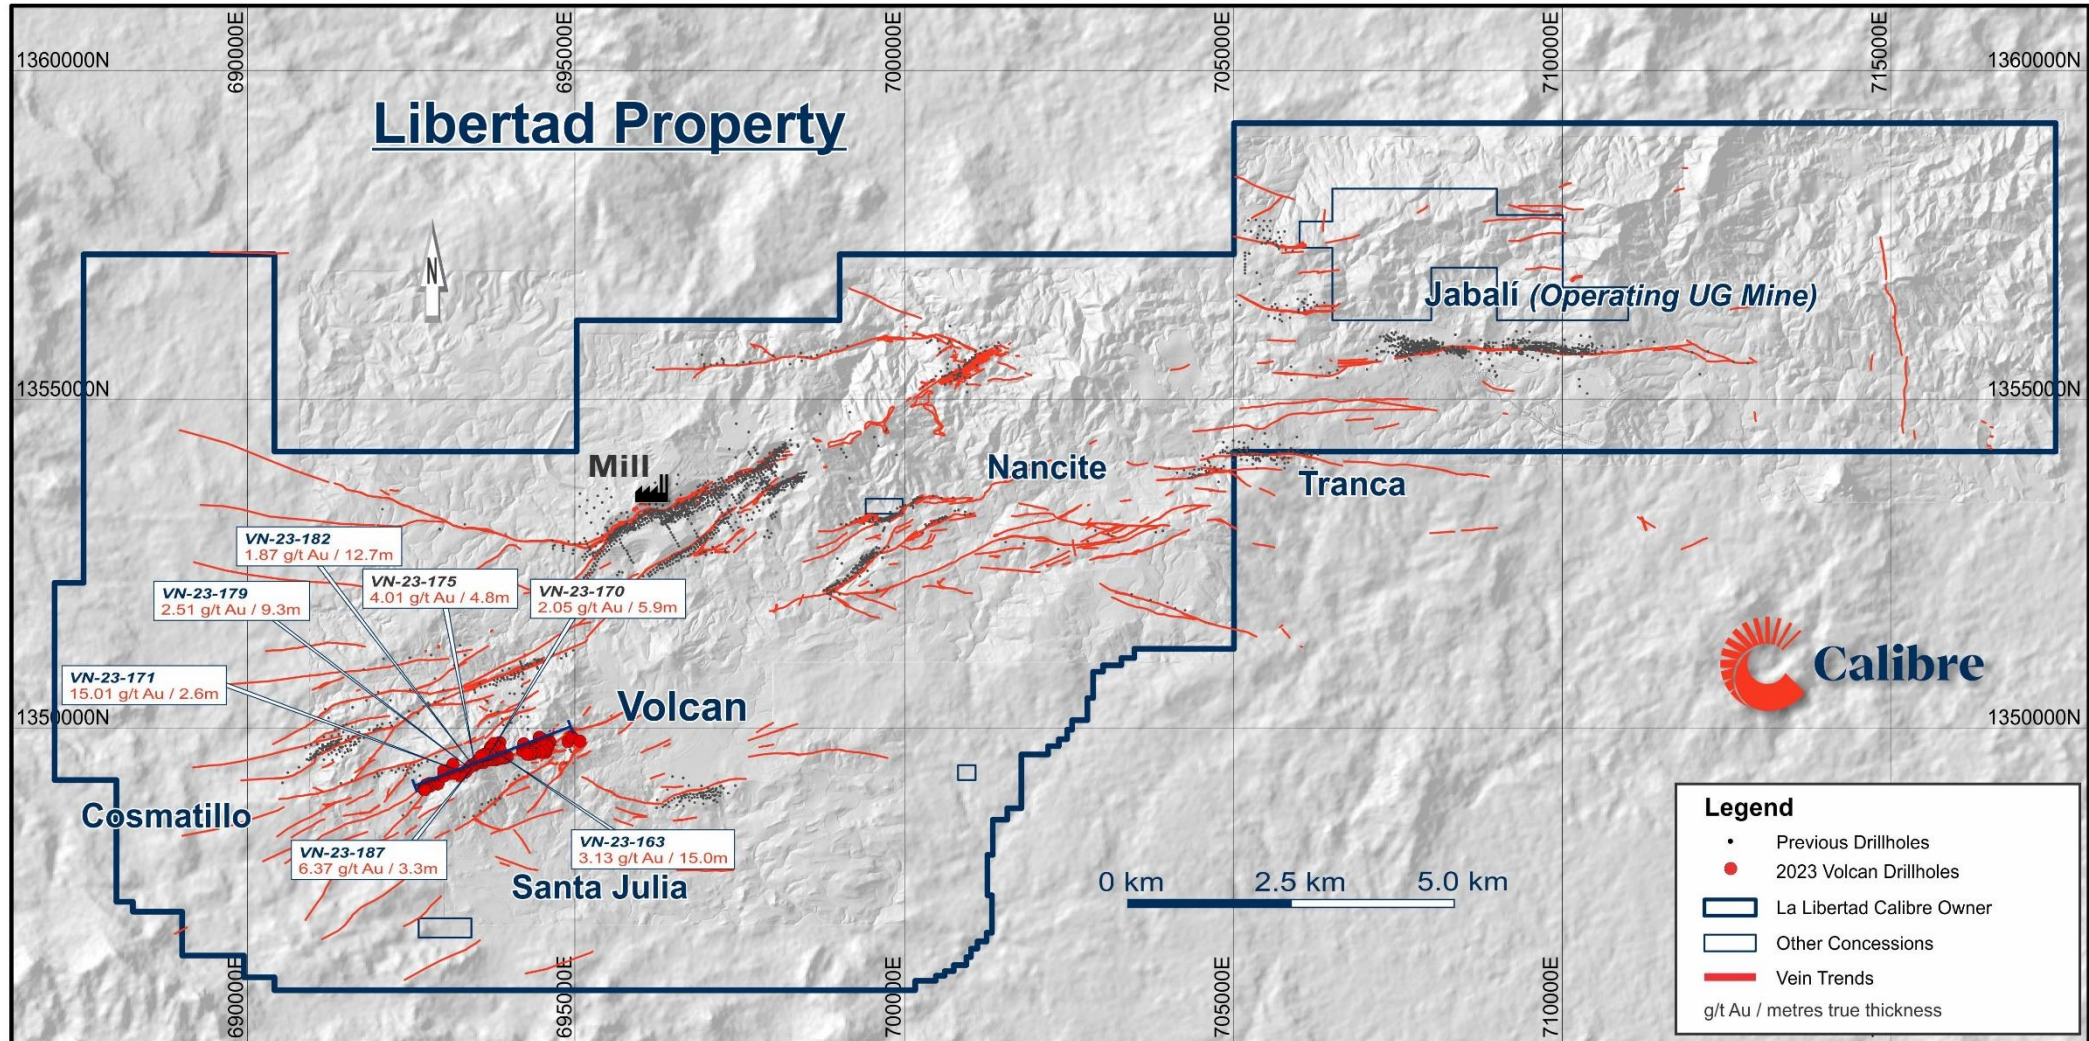 690000E
695000E
700000E
705000E
710000E
715000E
1360000N
1360000N
Libertad Property
N
Jabalí (Operating UG Mine)
1355000N
1355000N
Mill
Nancite
Tranca
VN-23-182
1.87 g/t Au / 12.7m
VN-23-175
4.01 g/t Au / 4.8m
VN-23-170
2.05 g/t Au / 5.9m
VN-23-179
2.51 g/t Au / 9.3m
VN-23-171
15.01 g/t Au / 2.6m
Calibre
Volcan
1350000N
1350000N
Cosmatillo
VN-23-187
6.37 g/t Au / 3.3m
VN-23-163
3.13 g/t Au / 15.0m
Santa Julia
0 km 2.5 km 5.0 km
Legend
Previous Drillholes
2023 Volcan Drillholes
La Libertad Calibre Owner
Other Concessions
Vein Trends
g/t Au / metres true thickness
690000E
695000E
700000E
705000E
710000E